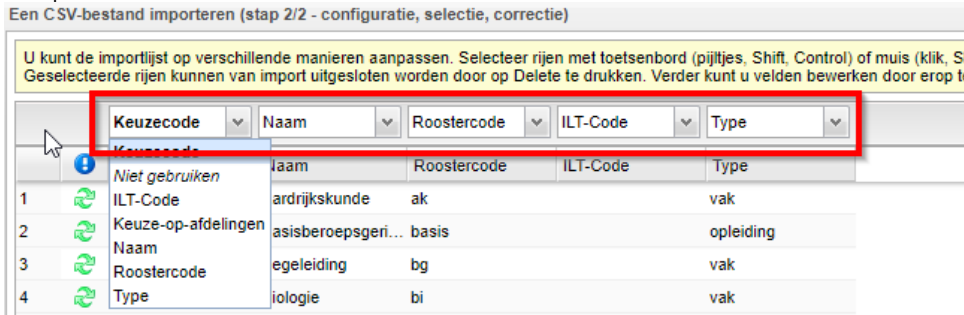 Een CSV-bestand importeren (stap 2/2 - configuratie, selectie, correctie)
U kunt de importlijst op verschillende manieren aanpassen. Selecteer rijen met toetsenbord (pijltjes, Shift, Control) of muis (klik,
Geselecteerde rijen kunnen van import uitgesloten worden door op Delete te drukken. Verder kunt u velden bewerken door erop
Keuzecode Naam Roostercode ILT-Code Type
Keuzecode
Naam Roostercode ILT-Code Type
Niet gebruiken
1 ardrijkskunde ak vak
ILT-Code
2 asisberoepsgeri... basis opleiding
Keuze-op-afdelingen
Naam
3 egeleiding bg vak
Roostercode
4 iologie bi vak
Type